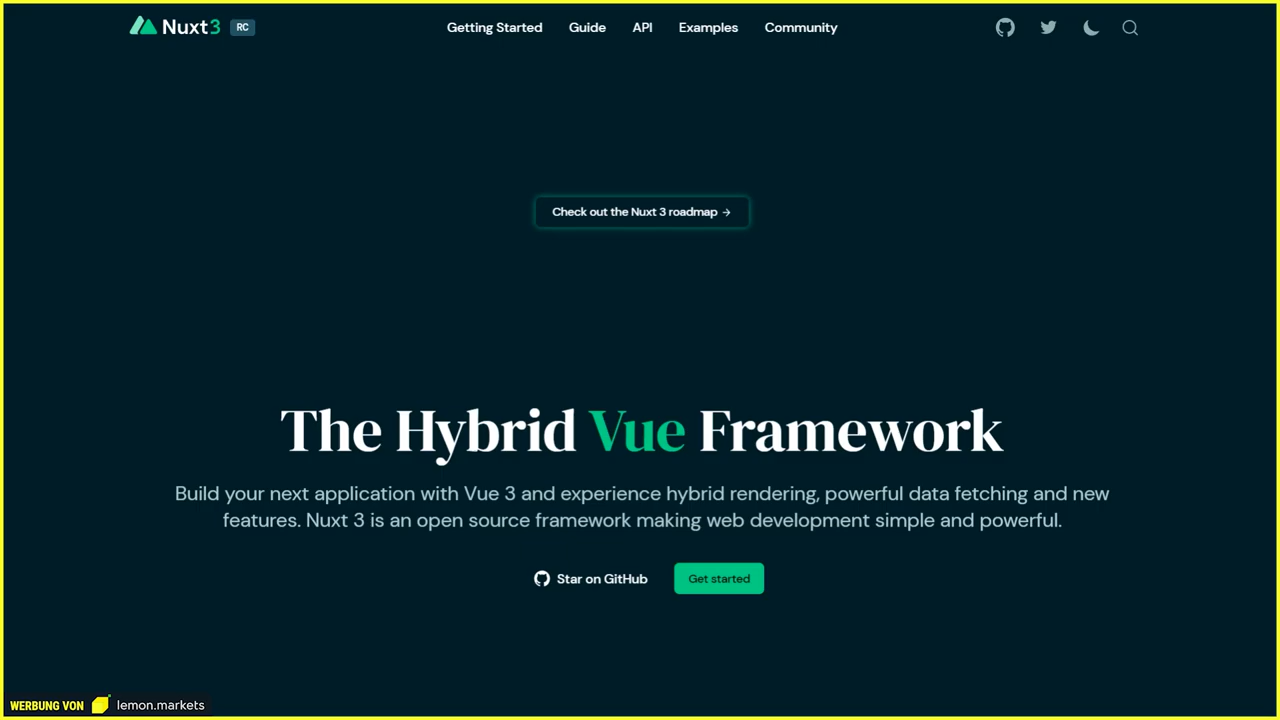 Nuxt3 RC Getting Started Guide API Examples Community
Check out the Nuxt 3 roadmap →
The Hybrid Vue Framework
Build your next application with Vue 3 and experience hybrid rendering, powerful data fetching and new
features. Nuxt 3 is an open source framework making web development simple and powerful.
Star on GitHub Get started
WERBUNG VON lemon.markets